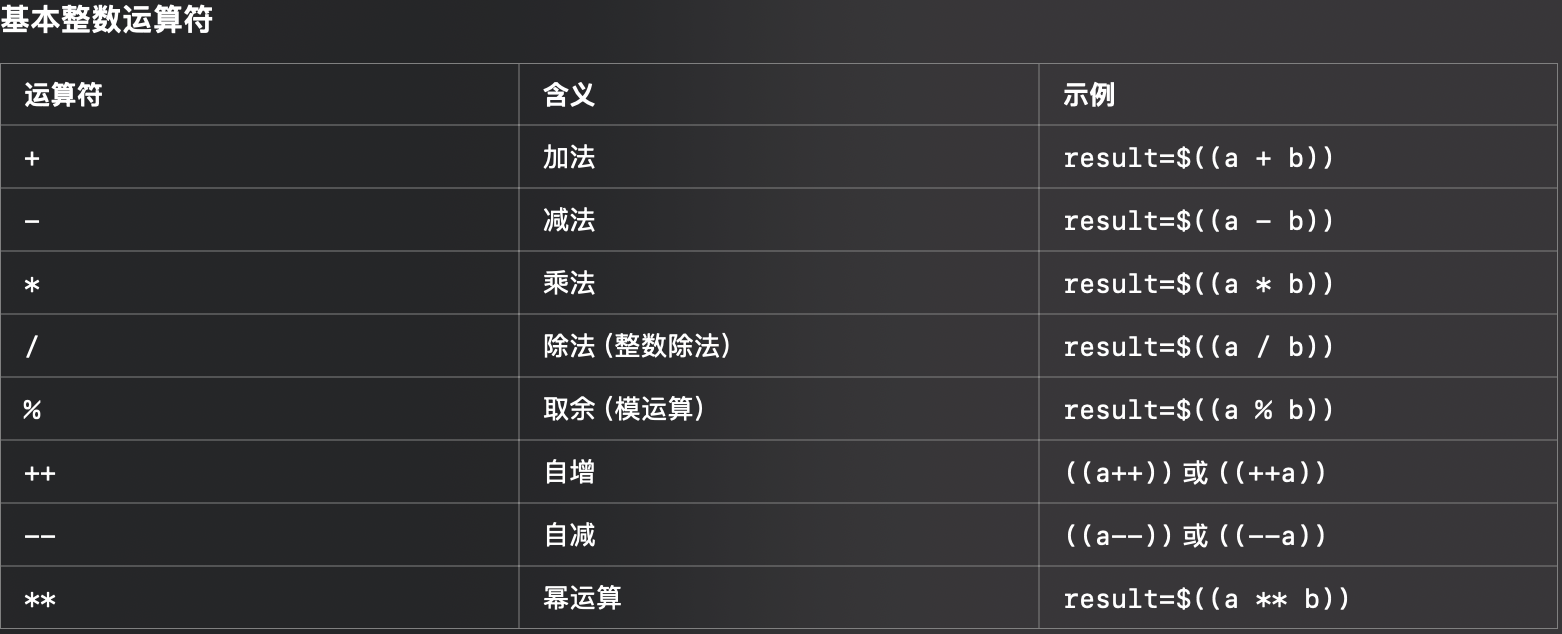 基本整数运算符
运算符 含义 示例
+ 加法 result=$((a + b))
- 减法 result=$((a - b))
* 乘法 result=$((a * b))
/ 除法 (整数除法) result=$((a / b))
% 取余 (模运算) result=$((a % b))
++ 自增 ((a++)) 或 ((++a))
-- 自减 ((a--)) 或 ((--a))
** 幂运算 result=$((a ** b))